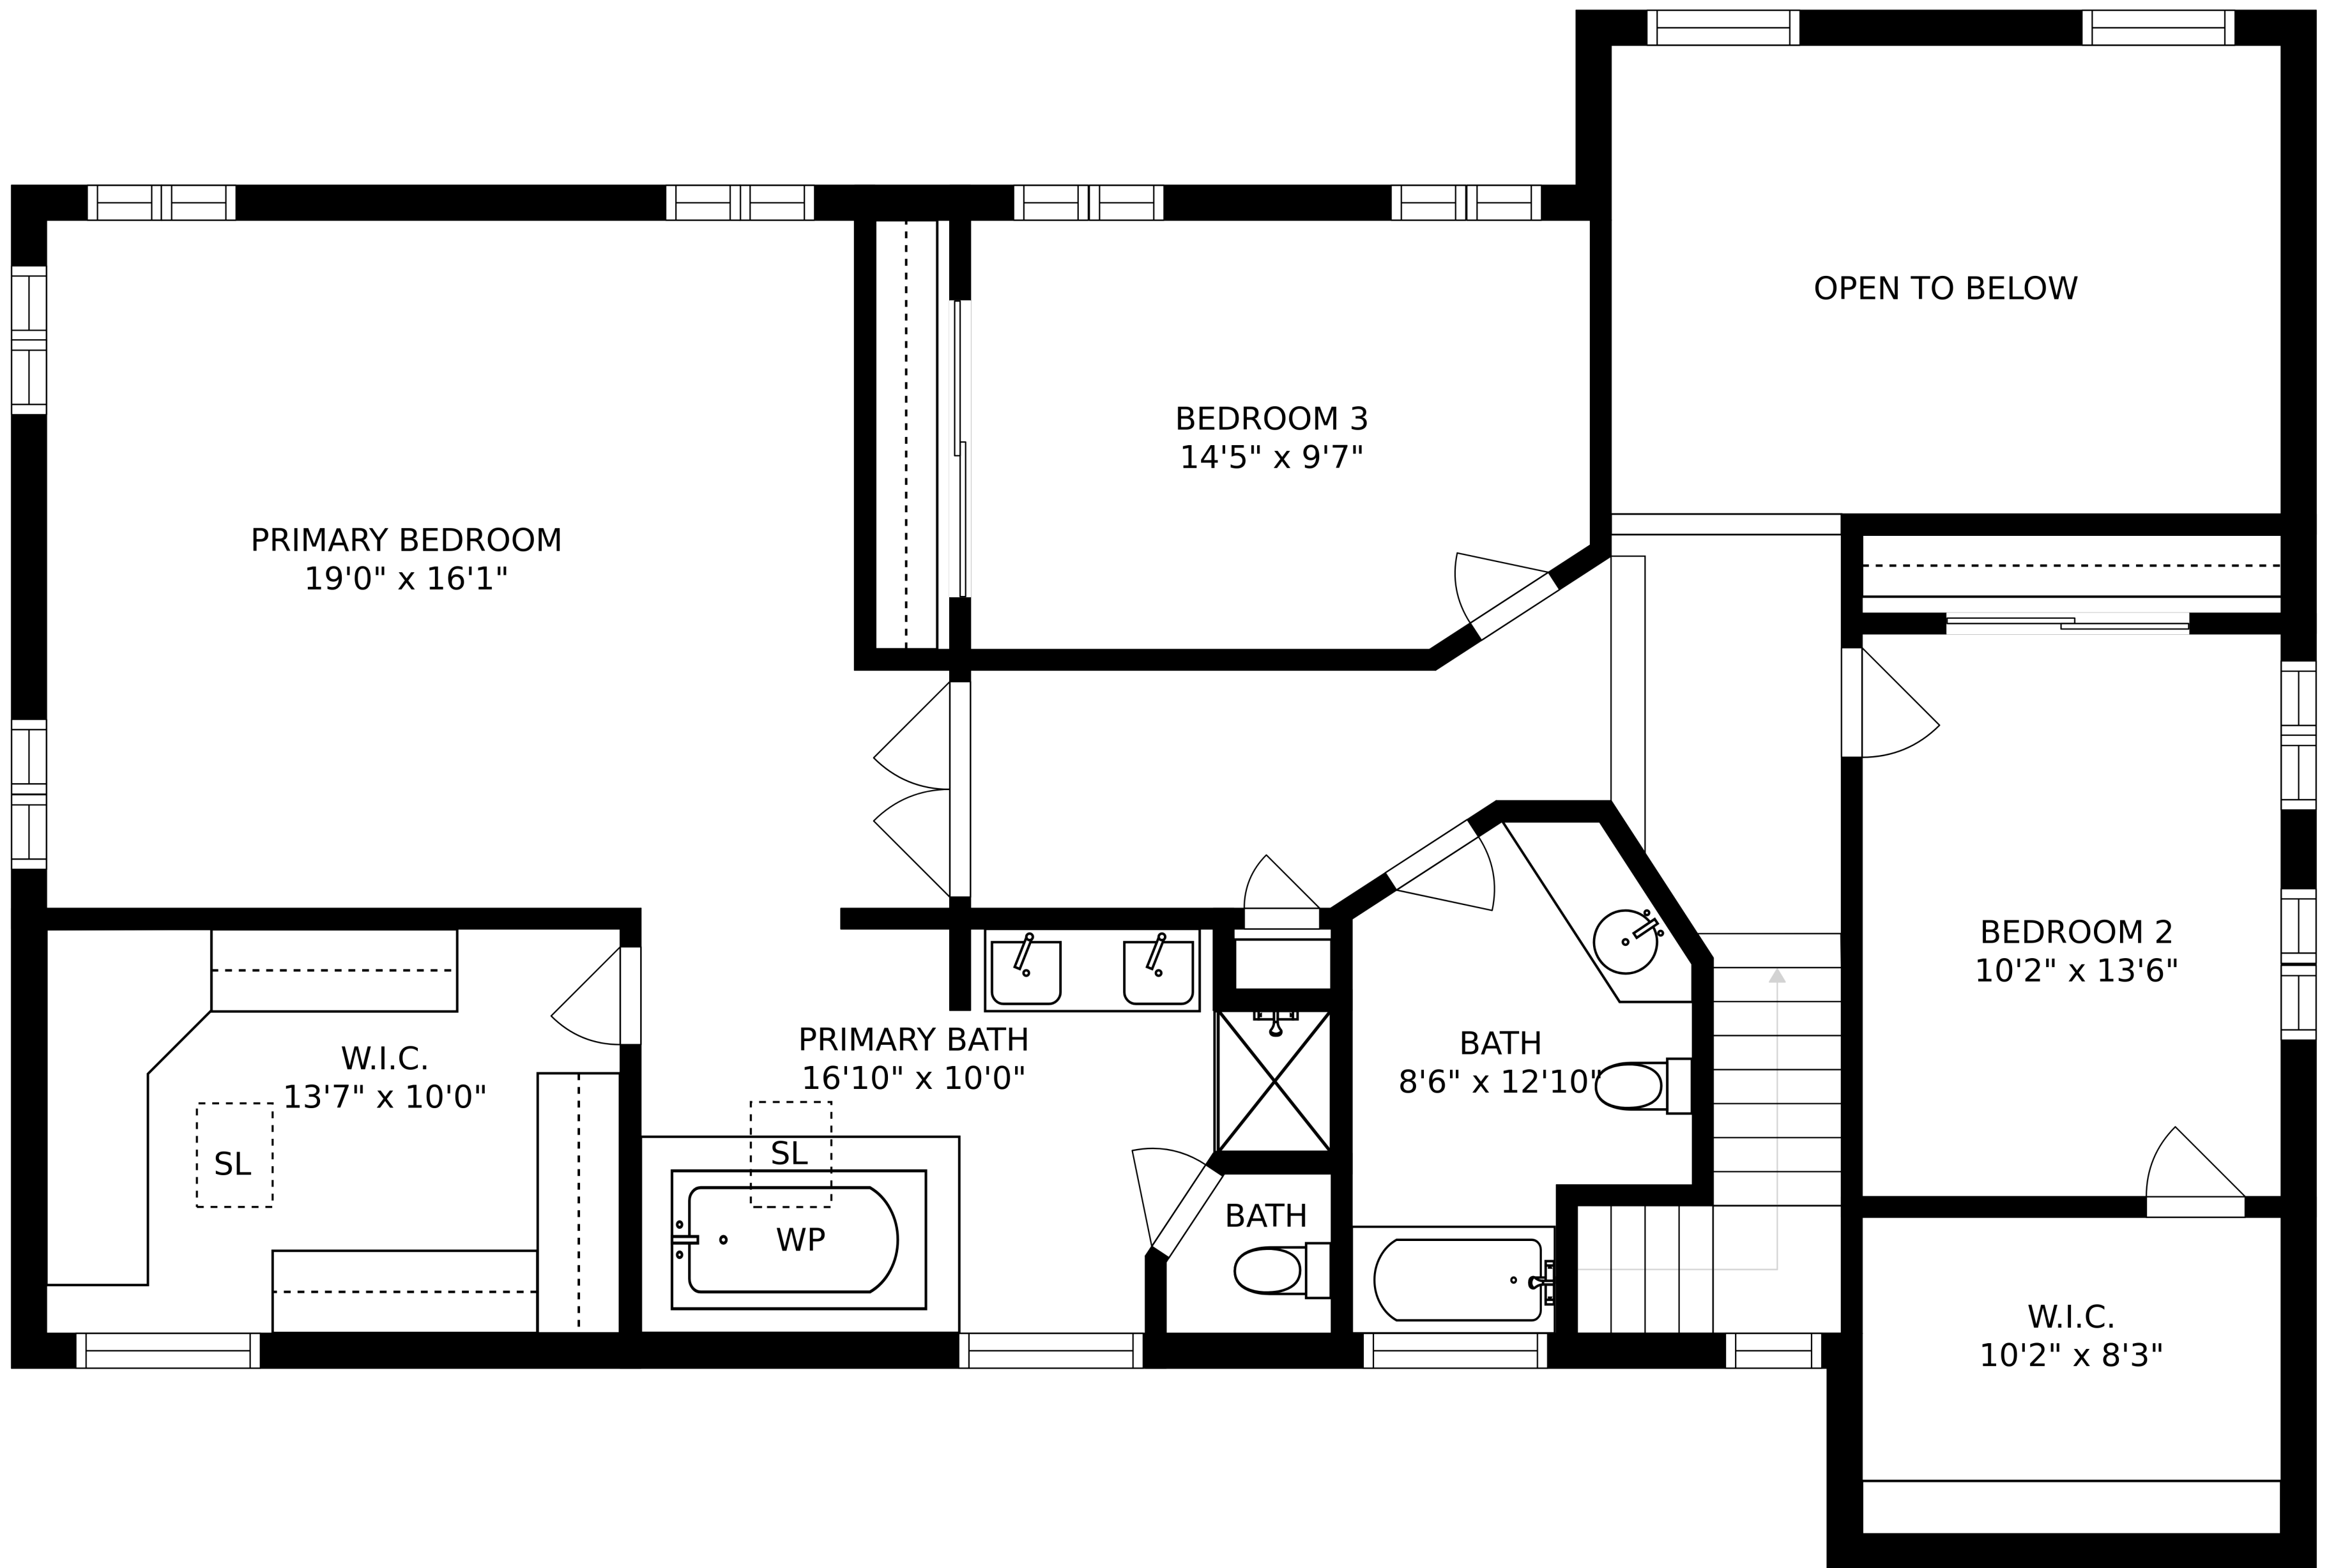 OPEN TO BELOW
BEDROOM 3
14'5" x 9'7"
PRIMARY BEDROOM
19'0" x 16'1"
BEDROOM 2
10'2" x 13'6"
PRIMARY BATH
16'10" x 10'0"
BATH
8'6" x 12'10"
W.I.C.
13'7" x 10'0"
SL
SL
WP
BATH
W.I.C.
10'2" x 8'3"